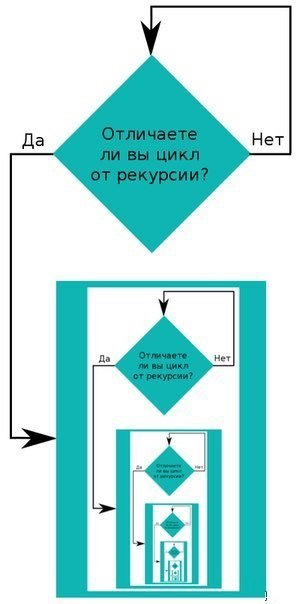 Да
Нет
Отличаете
ли вы цикл
от рекурсии?
Да
Нет
Отличаете
ли вы цикл
от рекурсии?
Да
Нет
Отличаете
ли вы цикл
от рекурсии?